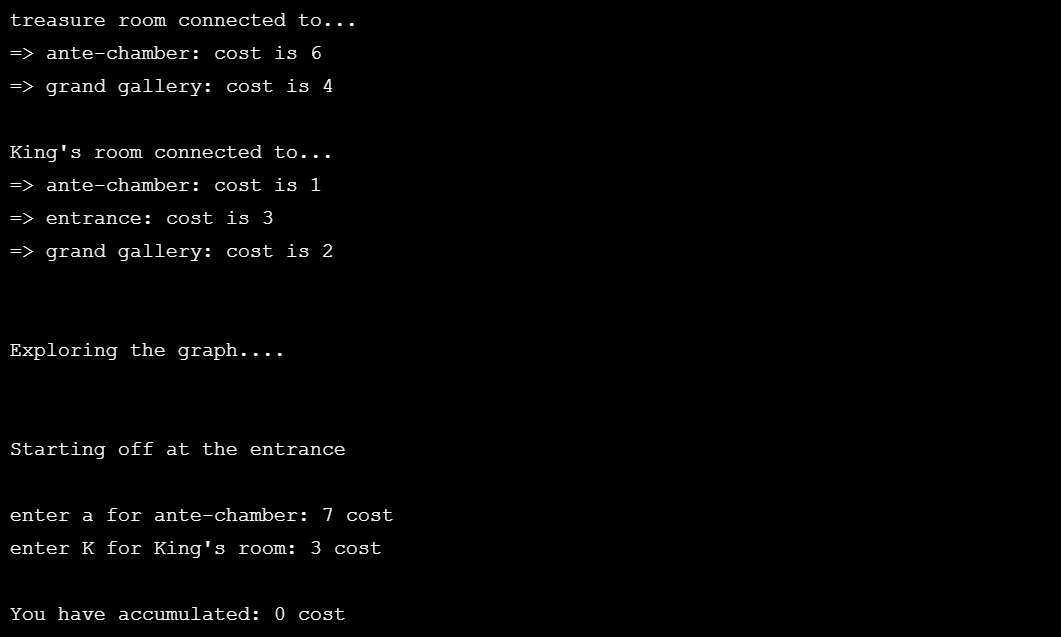 treasure room connected to...
=> ante-chamber: cost is 6
=> grand gallery: cost is 4
King's room connected to...
=> ante-chamber: cost is 1
=> entrance: cost is 3
=> grand gallery: cost is 2
Exploring the graph....
Starting off at the entrance
enter a for ante-chamber: 7 cost
enter K for King's room: 3 cost
You have accumulated: 0 cost